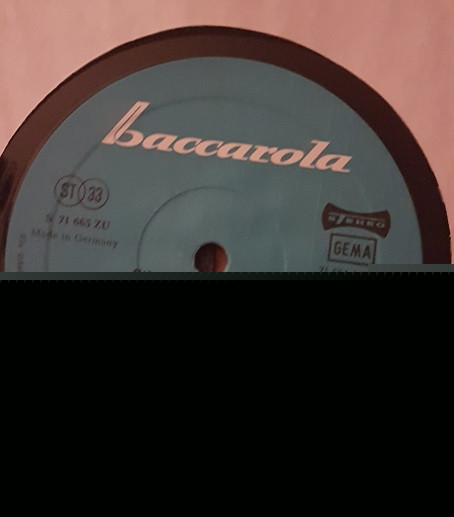 baccarola
ST 33
STEREO
S 71 665 ZU
GEMA
Made in Germany